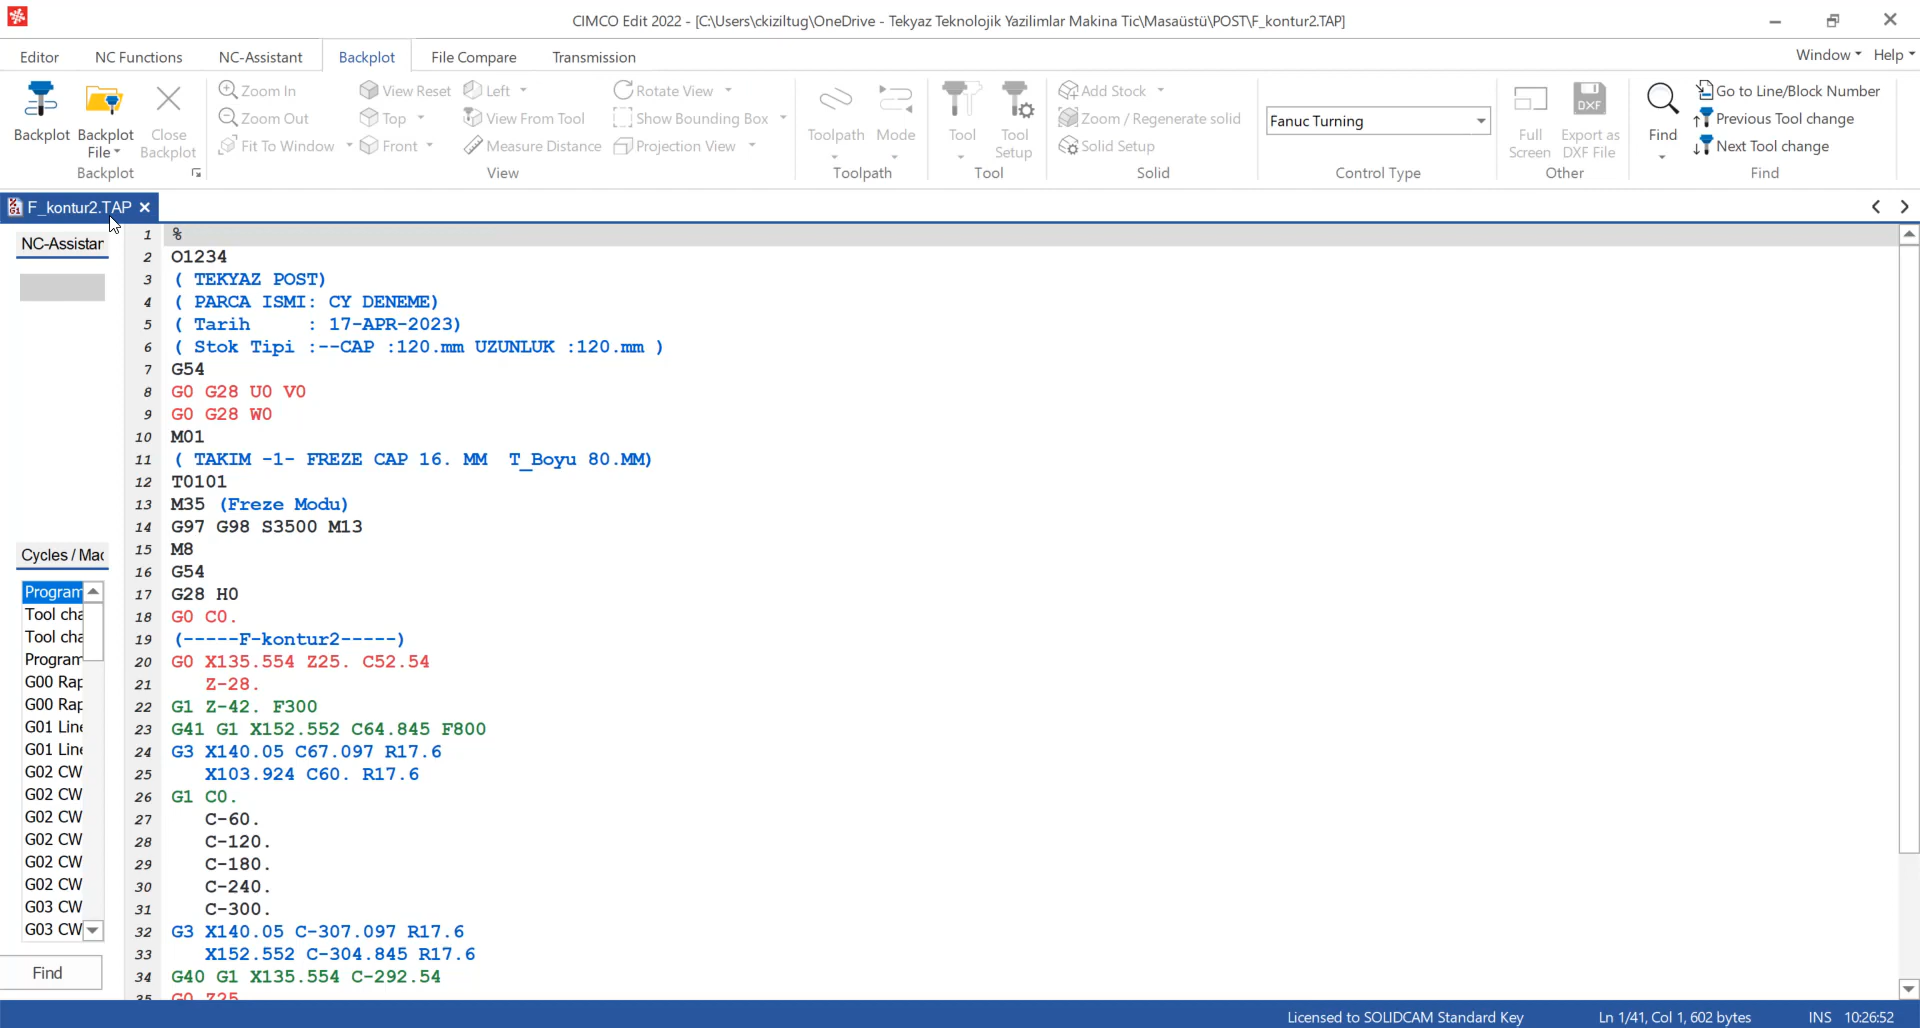 CIMCO Edit 2022 - [C:\Users\ckiziltug\OneDrive - Tekyaz Teknolojik Yazilimlar Makina Tic\Masaüstü\POST\F_kontur2.TAP]
Editor NC Functions NC-Assistant Backplot File Compare Transmission Window Help
Backplot
Backplot File
Close Backplot
Backplot
Zoom In
Zoom Out
Fit To Window
View Reset
Top
Front
Left
View From Tool
Measure Distance
Rotate View
Show Bounding Box
Projection View
View
Toolpath
Mode
Toolpath
Tool
Tool Setup
Tool
Add Stock
Zoom / Regenerate solid
Solid Setup
Solid
Fanuc Turning
Control Type
Full Screen
DXF
Export as DXF File
Other
Find
Go to Line/Block Number
Previous Tool change
Next Tool change
Find
F_kontur2.TAP
NC-Assistar
Cycles / Mac
Program
Tool cha
Tool cha
Program
G00 Rap
G00 Rap
G01 Line
G01 Line
G02 CW
G02 CW
G02 CW
G02 CW
G02 CW
G02 CW
G03 CW
G03 CW
Find
1 %
2 O1234
3 ( TEKYAZ POST)
4 ( PARCA ISMI: CY DENEME)
5 ( Tarih : 17-APR-2023)
6 ( Stok Tipi :--CAP :120.mm UZUNLUK :120.mm )
7 G54
8 G0 G28 U0 V0
9 G0 G28 W0
10 M01
11 ( TAKIM -1- FREZE CAP 16. MM T_Boyu 80.MM)
12 T0101
13 M35 (Freze Modu)
14 G97 G98 S3500 M13
15 M8
16 G54
17 G28 H0
18 G0 C0.
19 (-----F-kontur2-----)
20 G0 X135.554 Z25. C52.54
21 Z-28.
22 G1 Z-42. F300
23 G41 G1 X152.552 C64.845 F800
24 G3 X140.05 C67.097 R17.6
25 X103.924 C60. R17.6
26 G1 C0.
27 C-60.
28 C-120.
29 C-180.
30 C-240.
31 C-300.
32 G3 X140.05 C-307.097 R17.6
33 X152.552 C-304.845 R17.6
34 G40 G1 X135.554 C-292.54
35 G0 Z25
Licensed to SOLIDCAM Standard Key Ln 1/41, Col 1, 602 bytes INS 10:26:52